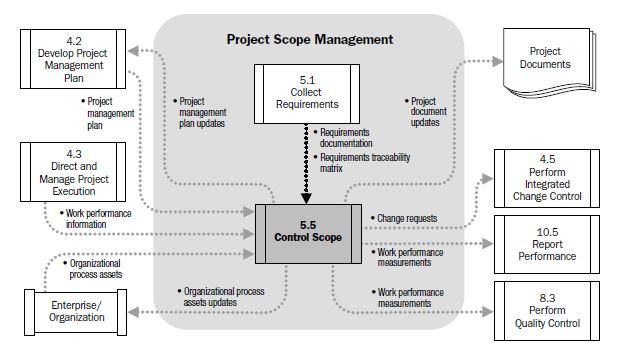 Project Scope Management
4.2
Develop Project
Management
Plan
• Project
management
plan
• Project
management
plan updates
5.1
Collect
Requirements
• Requirements
documentation
• Requirements traceability
matrix
• Project
document
updates
Project
Documents
4.3
Direct and
Manage Project
Execution
• Work performance
information
5.5
Control Scope
• Change requests
4.5
Perform
Integrated
Change Control
• Work performance
measurements
10.5
Report
Performance
• Organizational
process assets
Enterprise/
Organization
• Organizational process
assets updates
• Work performance
measurements
8.3
Perform
Quality Control